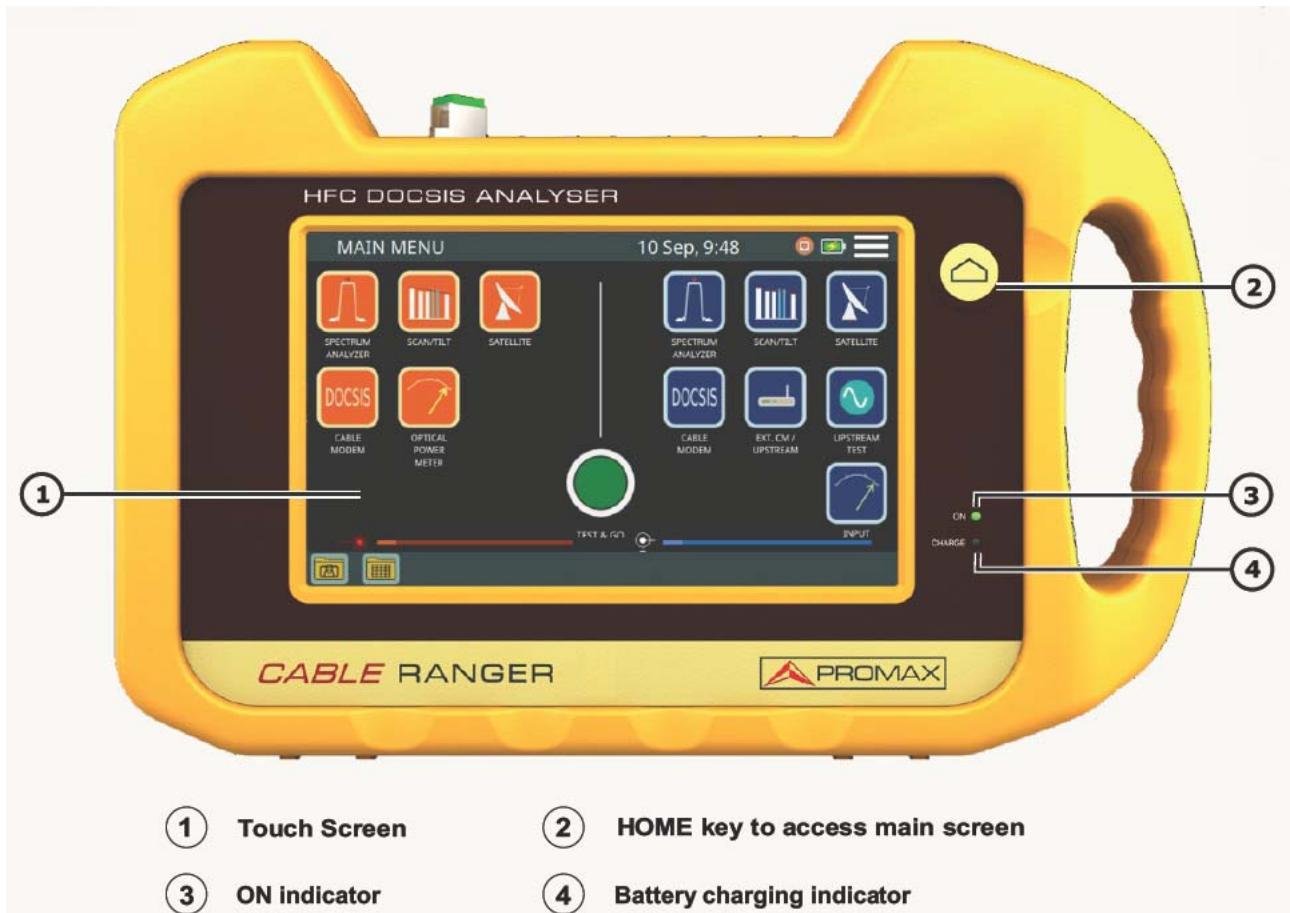 HFC DOCSIS ANALYSER
MAIN MENU 10 Sep, 9:48
SPECTRUM
ANALYZER
SCAN/TILT
SATELLITE
DOCSIS
CABLE
MODEM
OPTICAL
POWER
METER
SPECTRUM
ANALYZER
SCAN/TILT
SATELLITE
DOCSIS
CABLE
MODEM
EXT. CM /
UPSTREAM
UPSTREAM
TEST
INPUT
TEST & GO
ON
CHARGE
CABLE RANGER
PROMAX
1
2
3
4
1 Touch Screen 2 HOME key to access main screen
3 ON indicator 4 Battery charging indicator